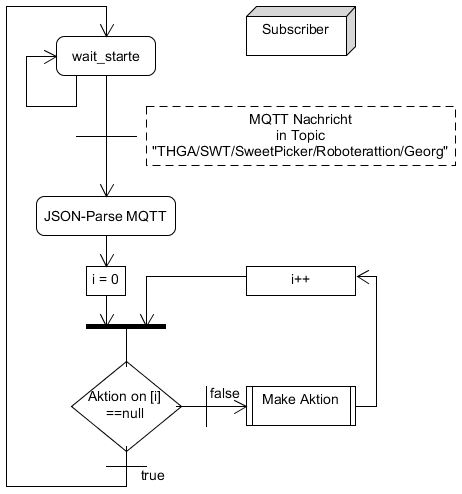 Subscriber
wait_starte
MQTT Nachricht
in Topic
"THGA/SWT/SweetPicker/Roboterattion/Georg"
JSON-Parse MQTT
i = 0
i++
Aktion on [i]
==null
false
Make Aktion
true